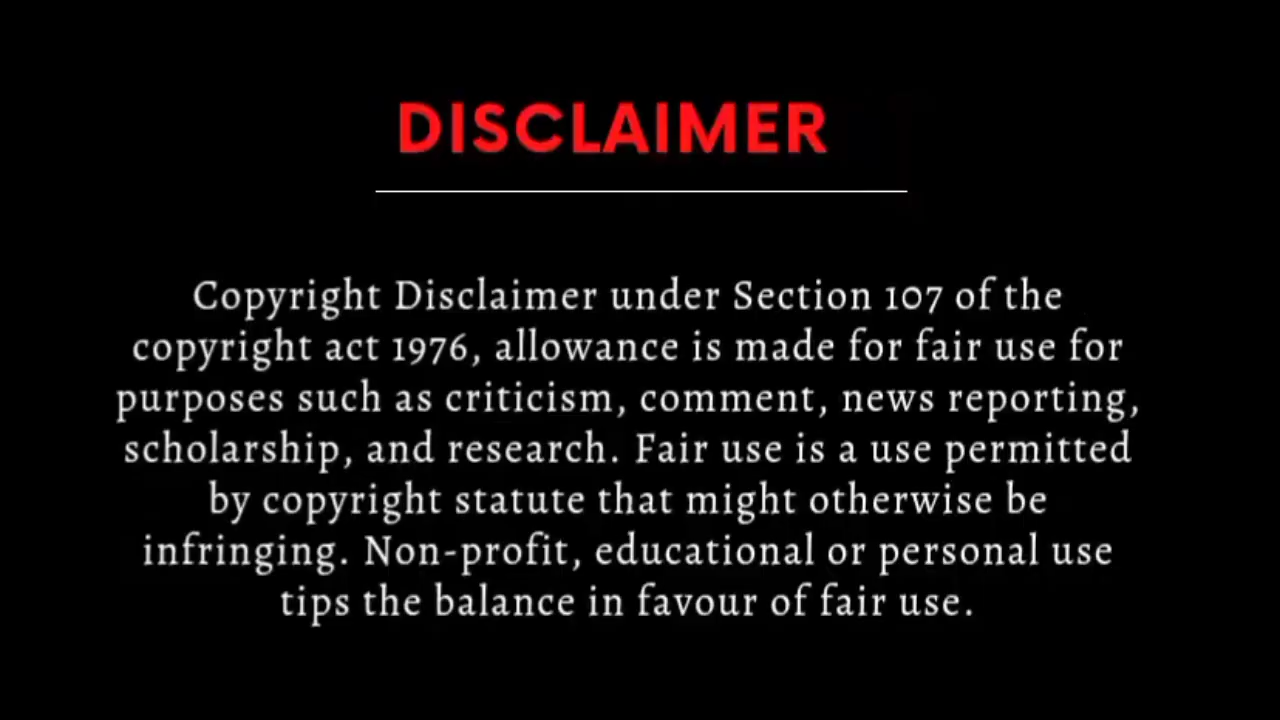 DISCLAIMER
Copyright Disclaimer under Section 107 of the
copyright act 1976, allowance is made for fair use for
purposes such as criticism, comment, news reporting,
scholarship, and research. Fair use is a use permitted
by copyright statute that might otherwise be
infringing. Non-profit, educational or personal use
tips the balance in favour of fair use.